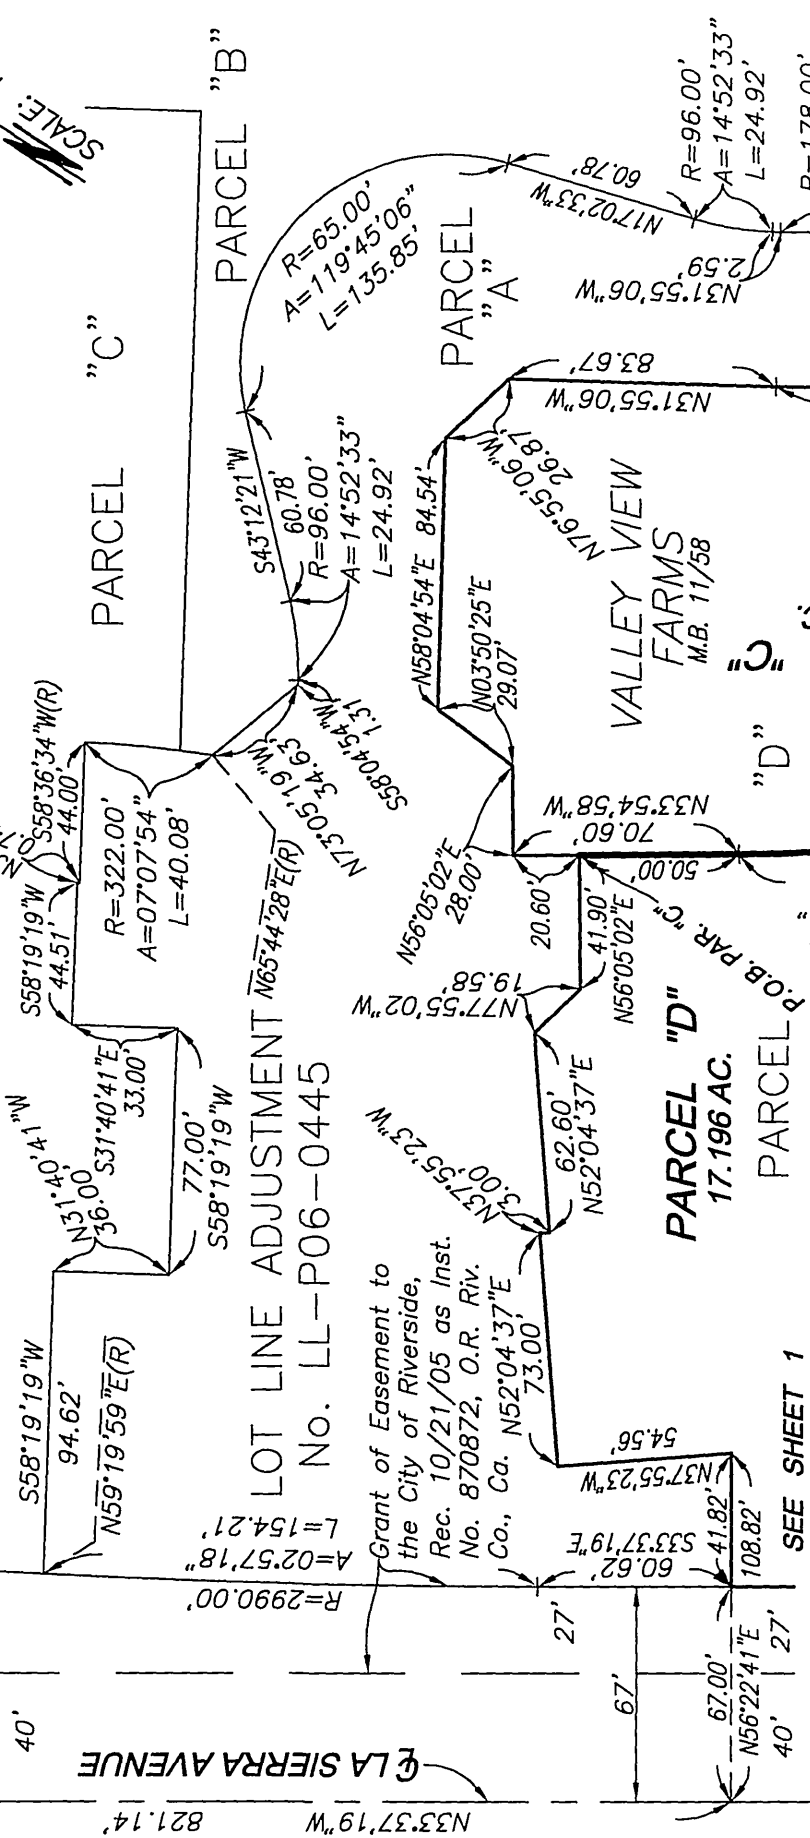 SCALE:
PARCEL "B"
PARCEL "C"
R=65.00'
A=119°45'06"
L=135.85'
PARCEL
"A"
60.78'
N17°02'33"W
R=96.00'
A=14°52'33"
L=24.92'
2.59'
N31°55'06"W
R=178.00'
83.67'
N31°55'06"W
N76°55'06"W
26.87'
S43°12'21"W
60.78'
R=96.00'
A=14°52'33"
L=24.92'
N58°04'54"E 84.54'
N03°50'25"E
29.07'
VALLEY VIEW
FARMS
M.B. 11/58
"C"
"D"
S58°36'34"W(R)
44.00'
S58°19'19"W
44.51'
R=322.00'
A=07°07'54"
L=40.08'
S58°04'54"W
1.31'
N73°05'19"W
34.63'
N65°44'28"E(R)
N56°05'02"E
28.00'
N33°54'58"W
70.60'
50.00'
20.60'
41.90'
N56°05'02"E
19.58'
N77°55'02"W
P.O.B. PAR. "C"
S31°40'41"E
33.00'
N31°40'41"W
36.00'
77.00'
S58°19'19"W
LOT LINE ADJUSTMENT
No. LL-P06-0445
N37°55'23"W
5.00'
62.60'
N52°04'37"E
PARCEL "D"
17.196 AC.
PARCEL
S58°19'19"W
94.62'
N59°19'59"E(R)
Grant of Easement to
the City of Riverside,
Rec. 10/21/05 as Inst.
No. 870872, O.R. Riv.
Co., Ca.
N52°04'37"E
73.00'
54.56'
N37°55'23"W
SEE SHEET 1
L=154.21'
A=02°57'18"
R=2990.00'
S33°37'19"E
60.62'
41.82'
108.82'
27'
27'
67'
67.00'
N56°22'41"E
40'
40'
℄ LA SIERRA AVENUE
N33°37'19"W 821.14'